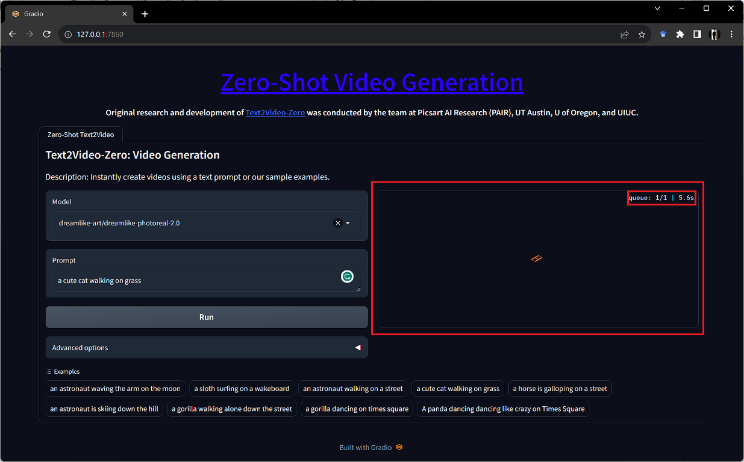 Gradio
127.0.0.1:7860
Zero-Shot Video Generation
Original research and development of Text2Video-Zero was conducted by the team at Picsart AI Research (PAIR), UT Austin, U of Oregon, and UIUC.
Zero-Shot Text2Video
Text2Video-Zero: Video Generation
Description: Instantly create videos using a text prompt or our sample examples.
Model
dreamlike-art/dreamlike-photoreal-2.0
queue: 1/1 | 5.6s
Prompt
a cute cat walking on grass
Run
Advanced options
Examples
an astronaut waving the arm on the moon
a sloth surfing on a wakeboard
an astronaut walking on a street
a cute cat walking on grass
a horse is galloping on a street
an astronaut is skiing down the hill
a gorilla walking alone down the street
a gorilla dancing on times square
A panda dancing dancing like crazy on Times Square
Built with Gradio